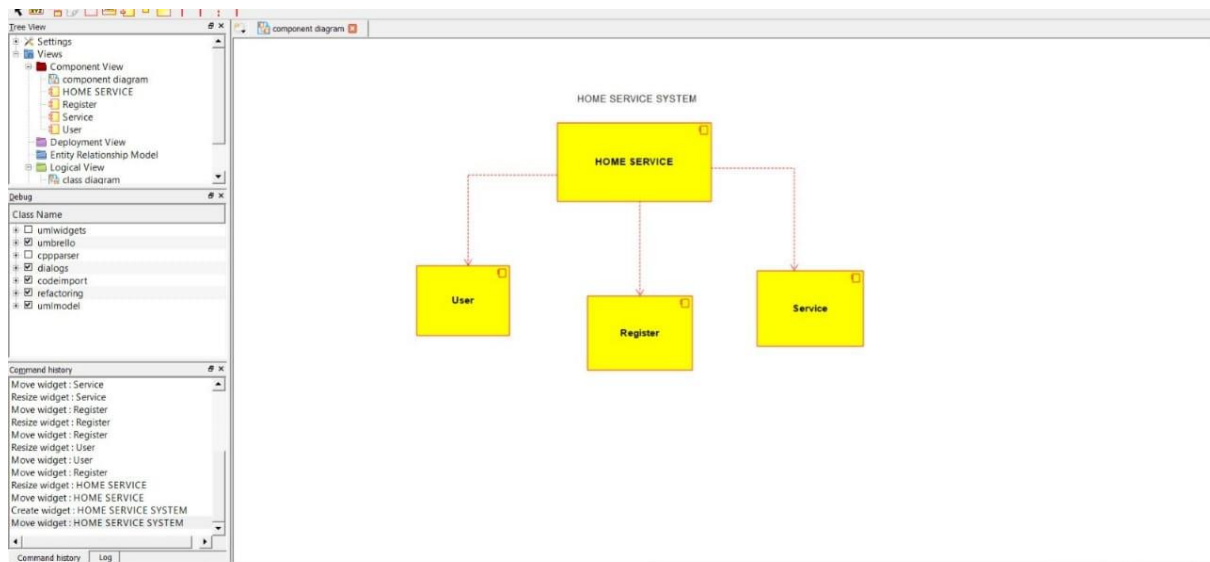 Tree View
component diagram
Settings
Views
Component View
component diagram
HOME SERVICE
Register
Service
User
Deployment View
Entity Relationship Model
Logical View
class diagram
Debug
Class Name
umlwidgets
umbrello
cppparser
dialogs
codeimport
refactoring
umlmodel
Command history
Move widget : Service
Resize widget : Service
Move widget : Register
Resize widget : Register
Move widget : Register
Resize widget : User
Move widget : User
Move widget : Register
Resize widget : HOME SERVICE
Move widget : HOME SERVICE
Create widget : HOME SERVICE SYSTEM
Move widget : HOME SERVICE SYSTEM
Command history
Log
HOME SERVICE SYSTEM
HOME SERVICE
User
Register
Service